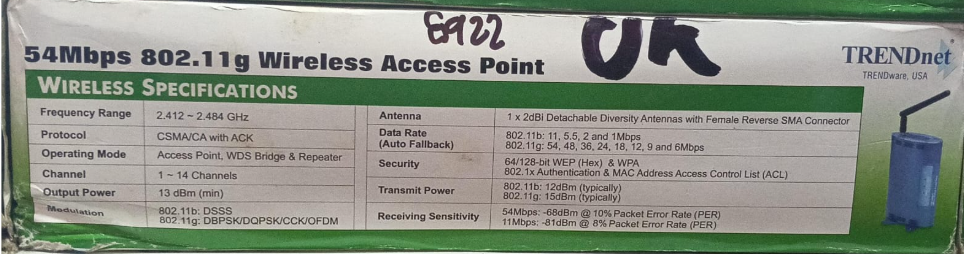 E922
OK
54Mbps 802.11g Wireless Access Point
TRENDnet
TRENDware, USA
WIRELESS SPECIFICATIONS
Frequency Range 2.412 ~ 2.484 GHz
Protocol CSMA/CA with ACK
Operating Mode Access Point, WDS Bridge & Repeater
Channel 1 ~ 14 Channels
Output Power 13 dBm (min)
Modulation 802.11b: DSSS
802.11g: DBPSK/DQPSK/CCK/OFDM
Antenna 1 x 2dBi Detachable Diversity Antennas with Female Reverse SMA Connector
Data Rate 802.11b: 11, 5.5, 2 and 1Mbps
(Auto Fallback) 802.11g: 54, 48, 36, 24, 18, 12, 9 and 6Mbps
Security 64/128-bit WEP (Hex) & WPA
802.1x Authentication & MAC Address Access Control List (ACL)
Transmit Power 802.11b: 12dBm (typically)
802.11g: 15dBm (typically)
Receiving Sensitivity 54Mbps: -68dBm @ 10% Packet Error Rate (PER)
11Mbps: -81dBm @ 8% Packet Error Rate (PER)